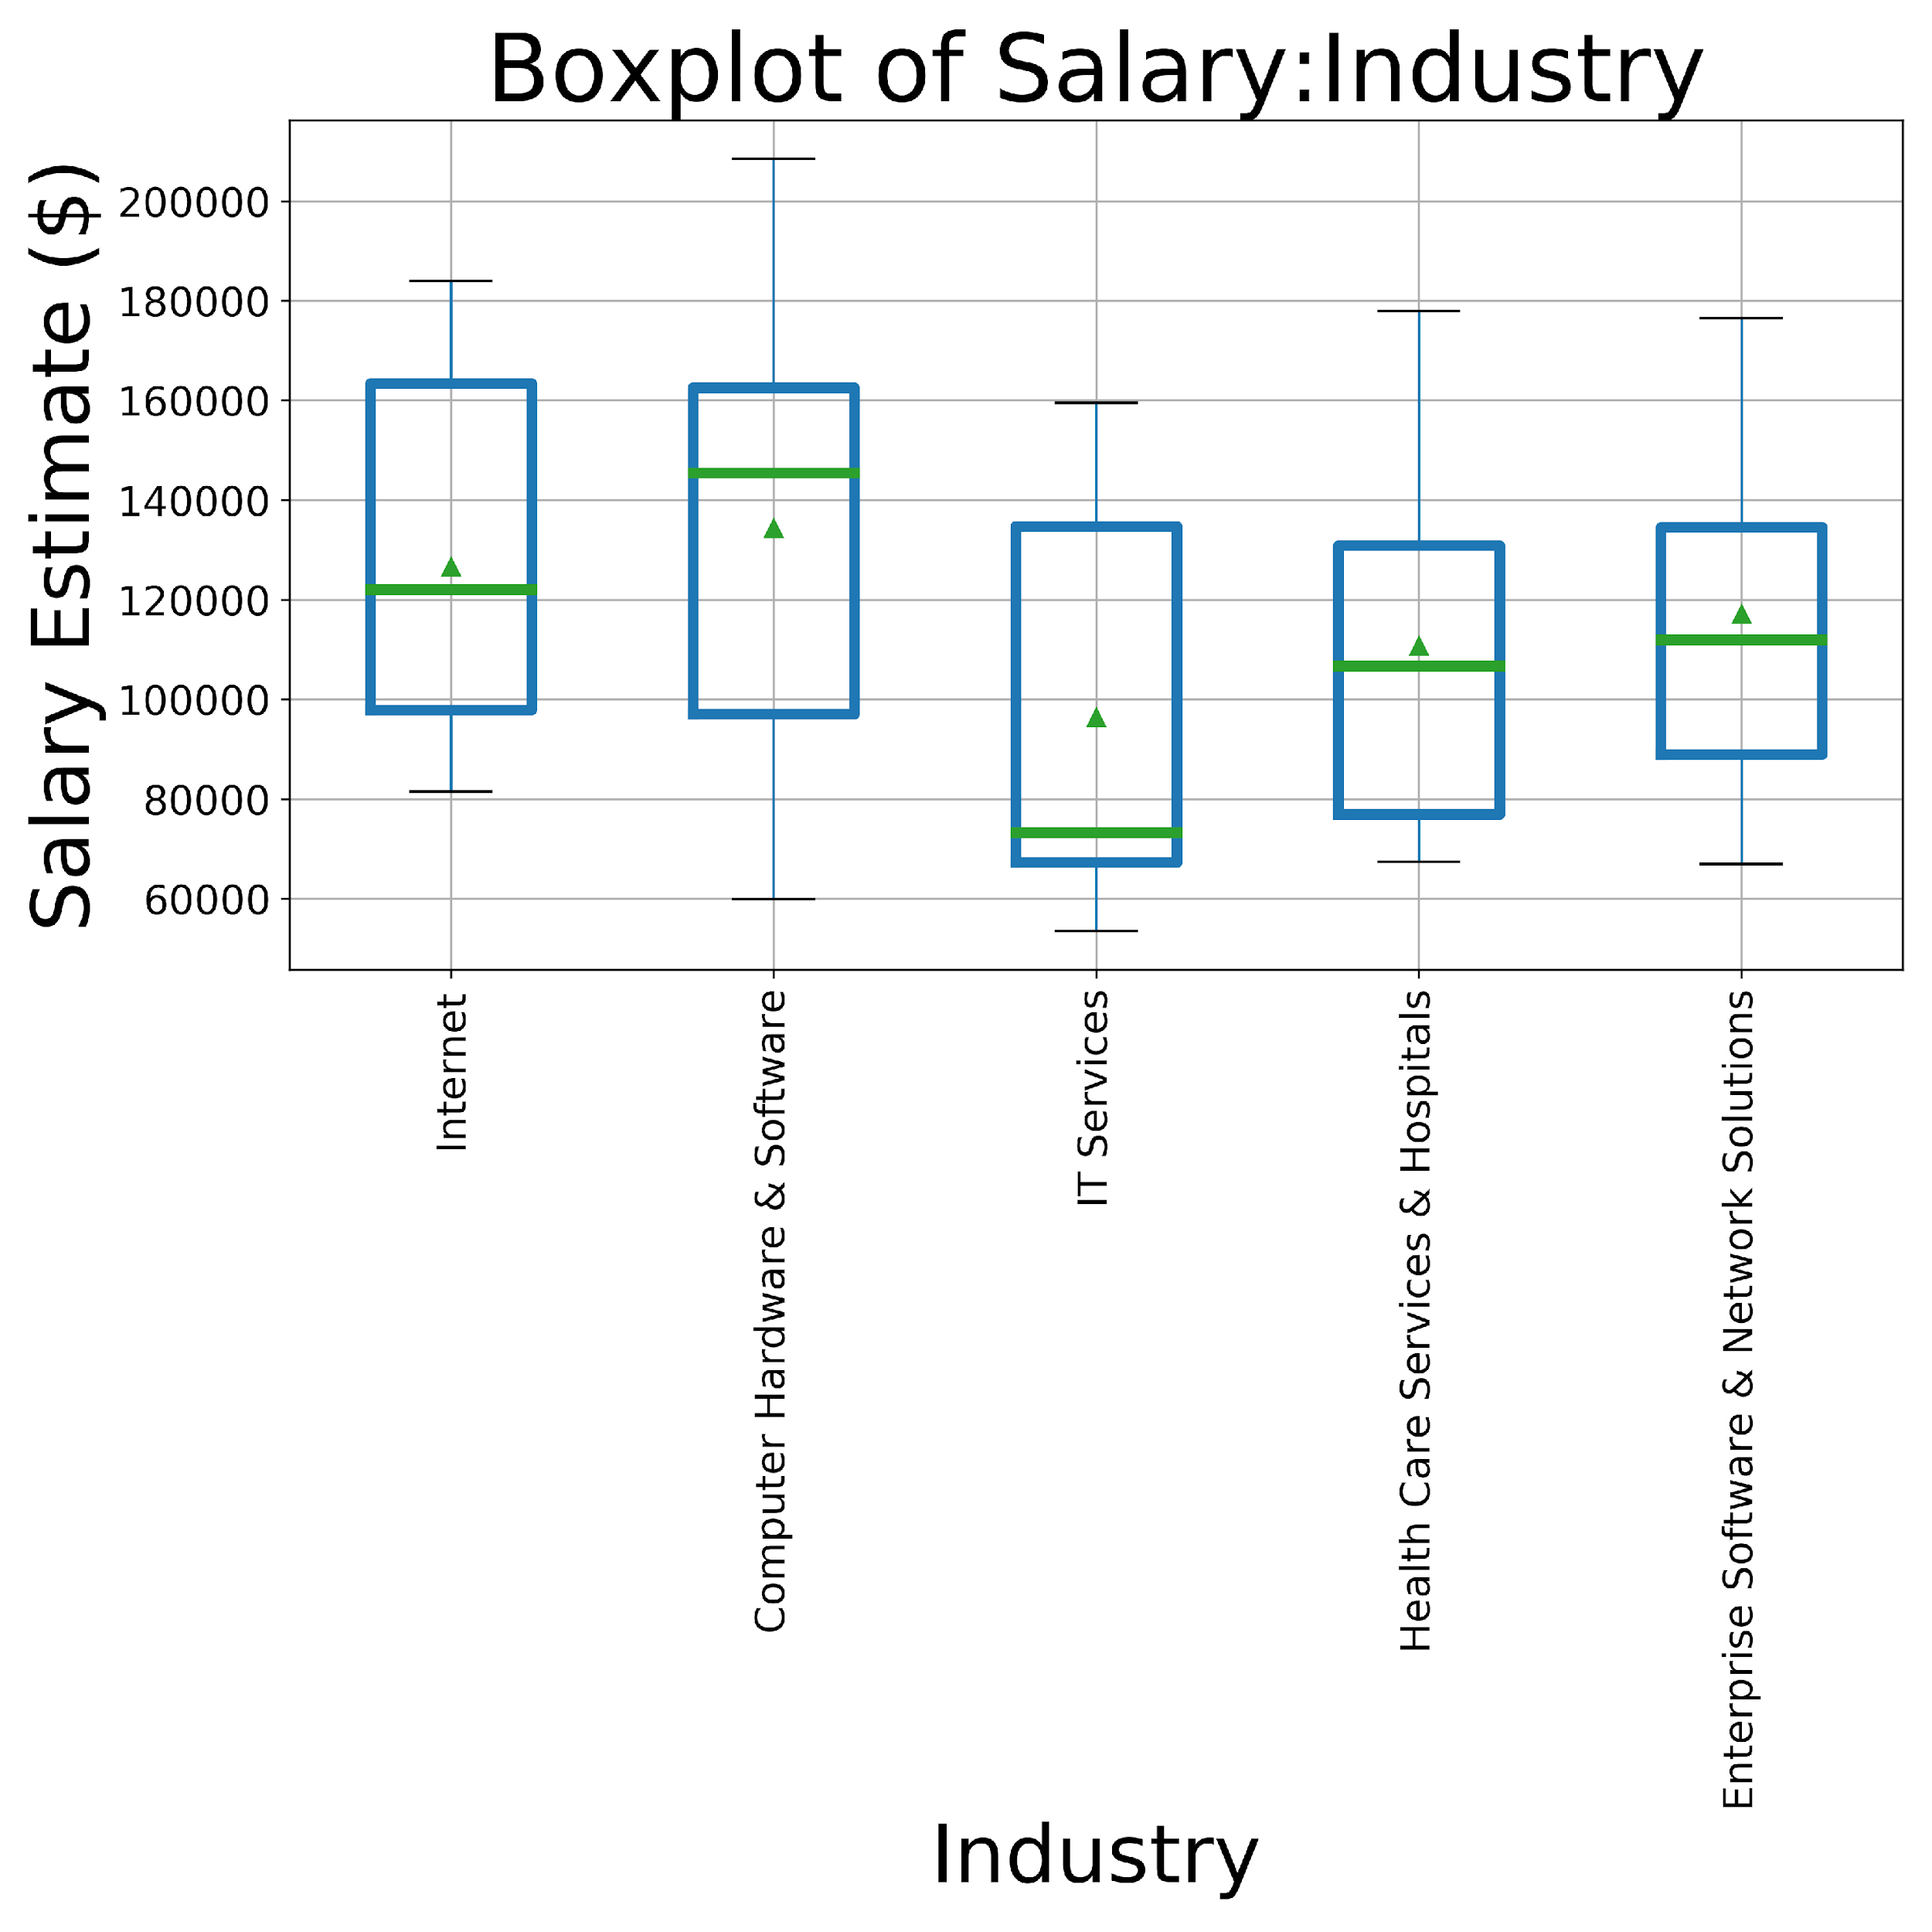 Boxplot of Salary:Industry
Salary Estimate ($)
200000
180000
160000
140000
120000
100000
80000
60000
Internet
Computer Hardware & Software
IT Services
Health Care Services & Hospitals
Enterprise Software & Network Solutions
Industry